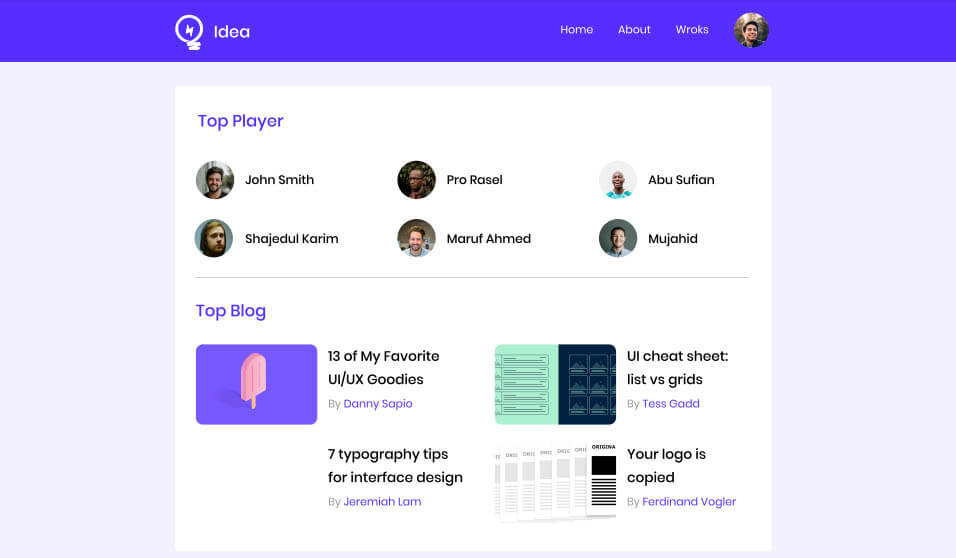 Idea
Home About Wroks
Top Player
John Smith
Pro Rasel
Abu Sufian
Shajedul Karim
Maruf Ahmed
Mujahid
Top Blog
13 of My Favorite
UI/UX Goodies
By Danny Sapio
UI cheat sheet:
list vs grids
By Tess Gadd
7 typography tips
for interface design
By Jeremiah Lam
ORIGINA
Your logo is
copied
By Ferdinand Vogler